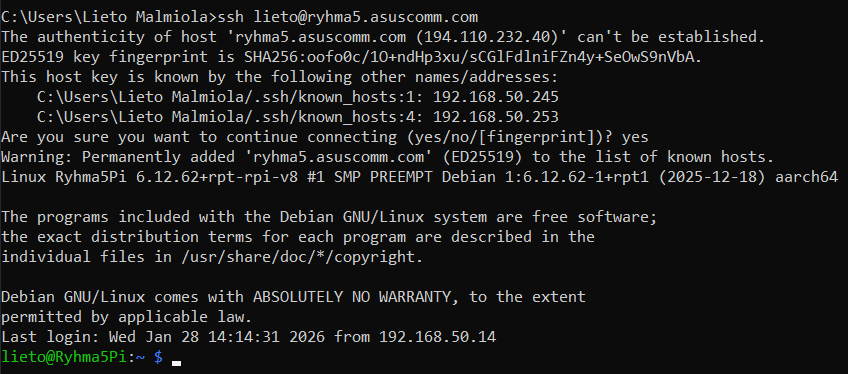 C:\Users\Lieto Malmiola>ssh lieto@ryhma5.asuscomm.com
The authenticity of host 'ryhma5.asuscomm.com (194.110.232.40)' can't be established.
ED25519 key fingerprint is SHA256:oofo0c/1O+ndHp3xu/sCGlFdlniFZn4y+SeOwS9nVbA.
This host key is known by the following other names/addresses:
    C:\Users\Lieto Malmiola/.ssh/known_hosts:1: 192.168.50.245
    C:\Users\Lieto Malmiola/.ssh/known_hosts:4: 192.168.50.253
Are you sure you want to continue connecting (yes/no/[fingerprint])? yes
Warning: Permanently added 'ryhma5.asuscomm.com' (ED25519) to the list of known hosts.
Linux Ryhma5Pi 6.12.62+rpt-rpi-v8 #1 SMP PREEMPT Debian 1:6.12.62-1+rpt1 (2025-12-18) aarch64

The programs included with the Debian GNU/Linux system are free software;
the exact distribution terms for each program are described in the
individual files in /usr/share/doc/*/copyright.

Debian GNU/Linux comes with ABSOLUTELY NO WARRANTY, to the extent
permitted by applicable law.
Last login: Wed Jan 28 14:14:31 2026 from 192.168.50.14
lieto@Ryhma5Pi:~ $